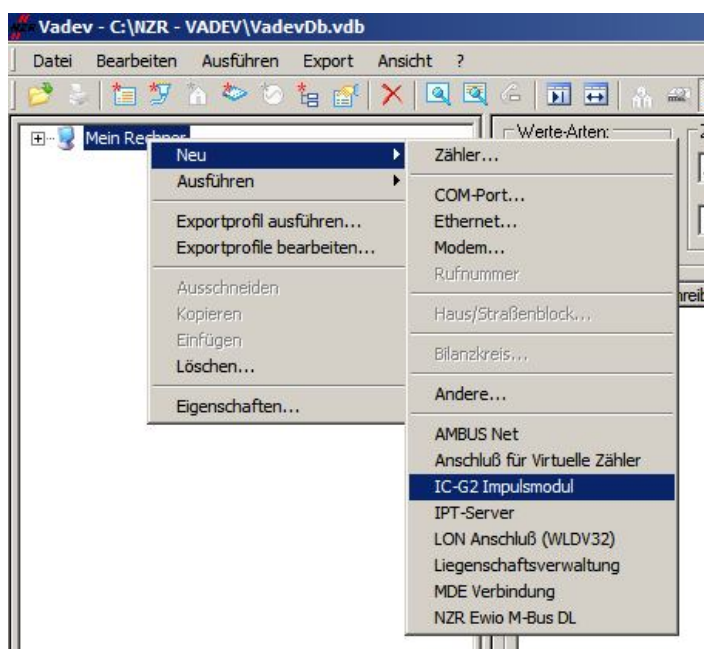 NZR Vadev - C:\NZR - VADEV\VadevDb.vdb
Datei Bearbeiten Ausführen Export Ansicht ?
Mein Rechner
Werte-Arten:
Neu
Ausführen
Exportprofil ausführen...
Exportprofile bearbeiten...
Ausschneiden
Kopieren
Einfügen
Löschen...
Eigenschaften...
Zähler...
COM-Port...
Ethernet...
Modem...
Rufnummer
Haus/Straßenblock...
Bilanzkreis...
Andere...
AMBUS Net
Anschluß für Virtuelle Zähler
IC-G2 Impulsmodul
IPT-Server
LON Anschluß (WLDV32)
Liegenschaftsverwaltung
MDE Verbindung
NZR Ewio M-Bus DL